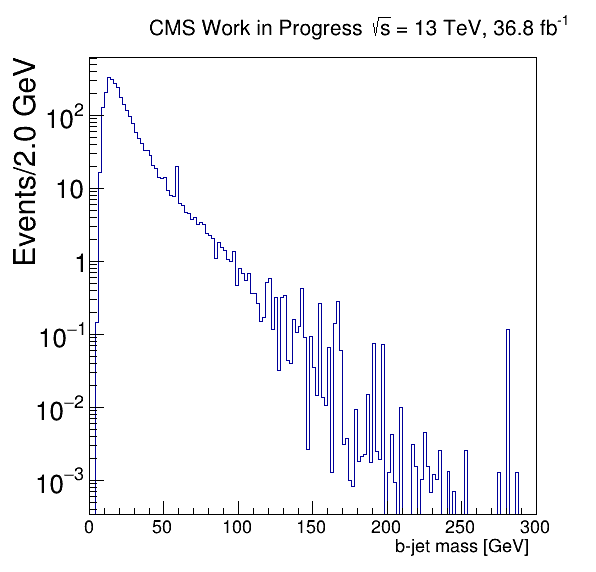 CMS Work in Progress √s = 13 TeV, 36.8 fb⁻¹
Events/2.0 GeV
10²
10
1
10⁻¹
10⁻²
10⁻³
0 50 100 150 200 250 300
b-jet mass [GeV]